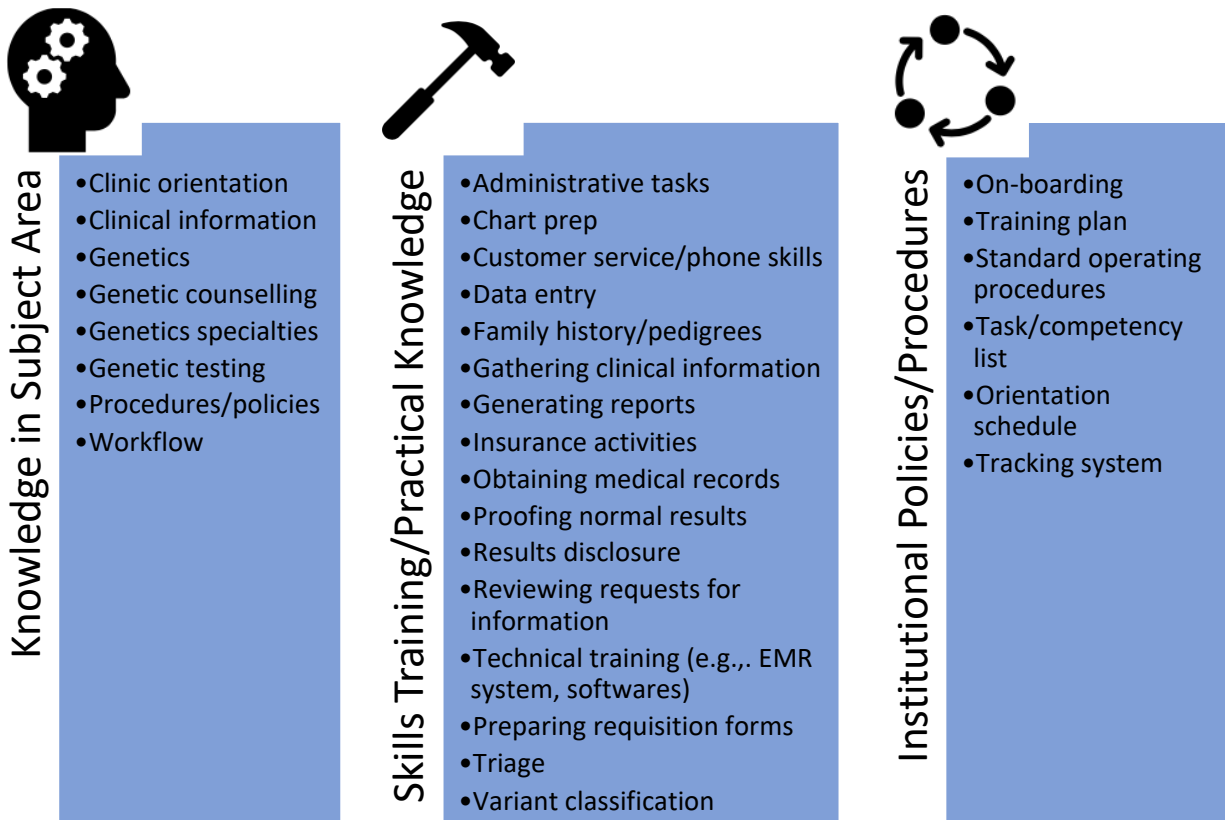 Knowledge in Subject Area
•Clinic orientation
•Clinical information
•Genetics
•Genetic counselling
•Genetics specialties
•Genetic testing
•Procedures/policies
•Workflow
Skills Training/Practical Knowledge
•Administrative tasks
•Chart prep
•Customer service/phone skills
•Data entry
•Family history/pedigrees
•Gathering clinical information
•Generating reports
•Insurance activities
•Obtaining medical records
•Proofing normal results
•Results disclosure
•Reviewing requests for
information
•Technical training (e.g.,. EMR
system, softwares)
•Preparing requisition forms
•Triage
•Variant classification
Institutional Policies/Procedures
•On-boarding
•Training plan
•Standard operating
procedures
•Task/competency
list
•Orientation
schedule
•Tracking system